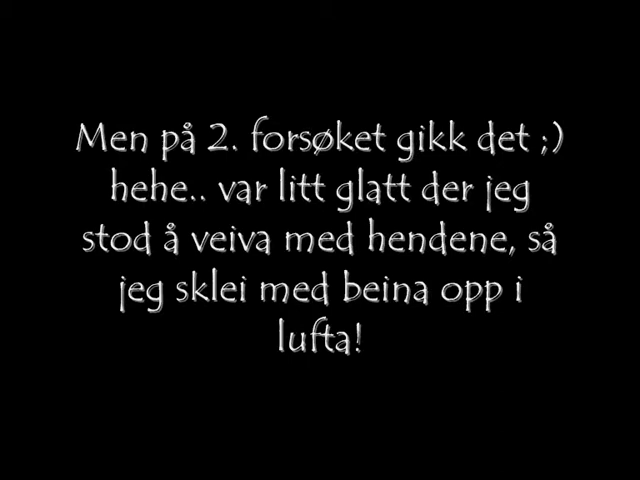 Men på 2. forsøket gikk det ;)
hehe.. var litt glatt der jeg
stod å veiva med hendene, så
jeg sklei med beina opp i
lufta!